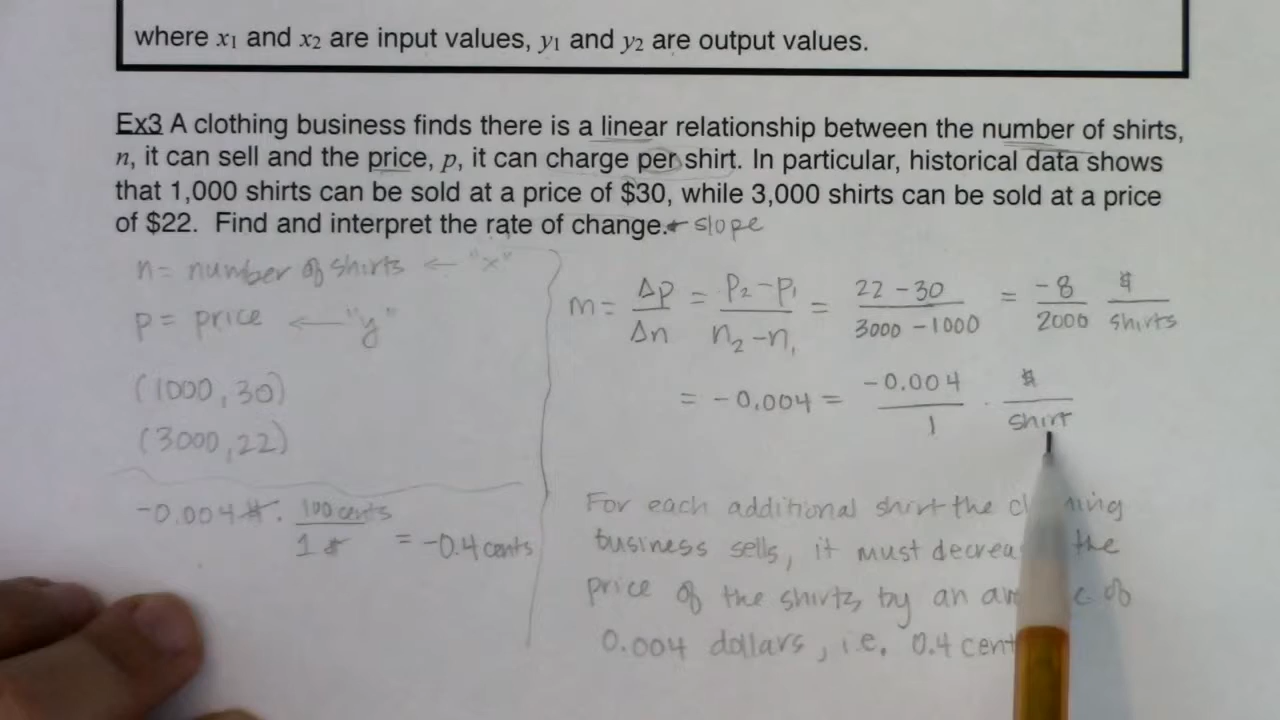 where x₁ and x₂ are input values, y₁ and y₂ are output values.
Ex3 A clothing business finds there is a linear relationship between the number of shirts,
n, it can sell and the price, p, it can charge per shirt. In particular, historical data shows
that 1,000 shirts can be sold at a price of $30, while 3,000 shirts can be sold at a price
of $22. Find and interpret the rate of change. ← slope
n = number of shirts ← "x"
p = price ← "y"
(1000, 30)
(3000, 22)
-0.004 $ · 100 cents / 1 $ = -0.4 cents
m = Δp / Δn = p₂ - p₁ / n₂ - n₁ = 22 - 30 / 3000 - 1000 = -8 / 2000 $ / shirts
= -0.004 = -0.004 / 1 · $ / shirt
For each additional shirt the
business sells, it must the
price of the shirts by an of
0.004 dollars, i.e. 0.4